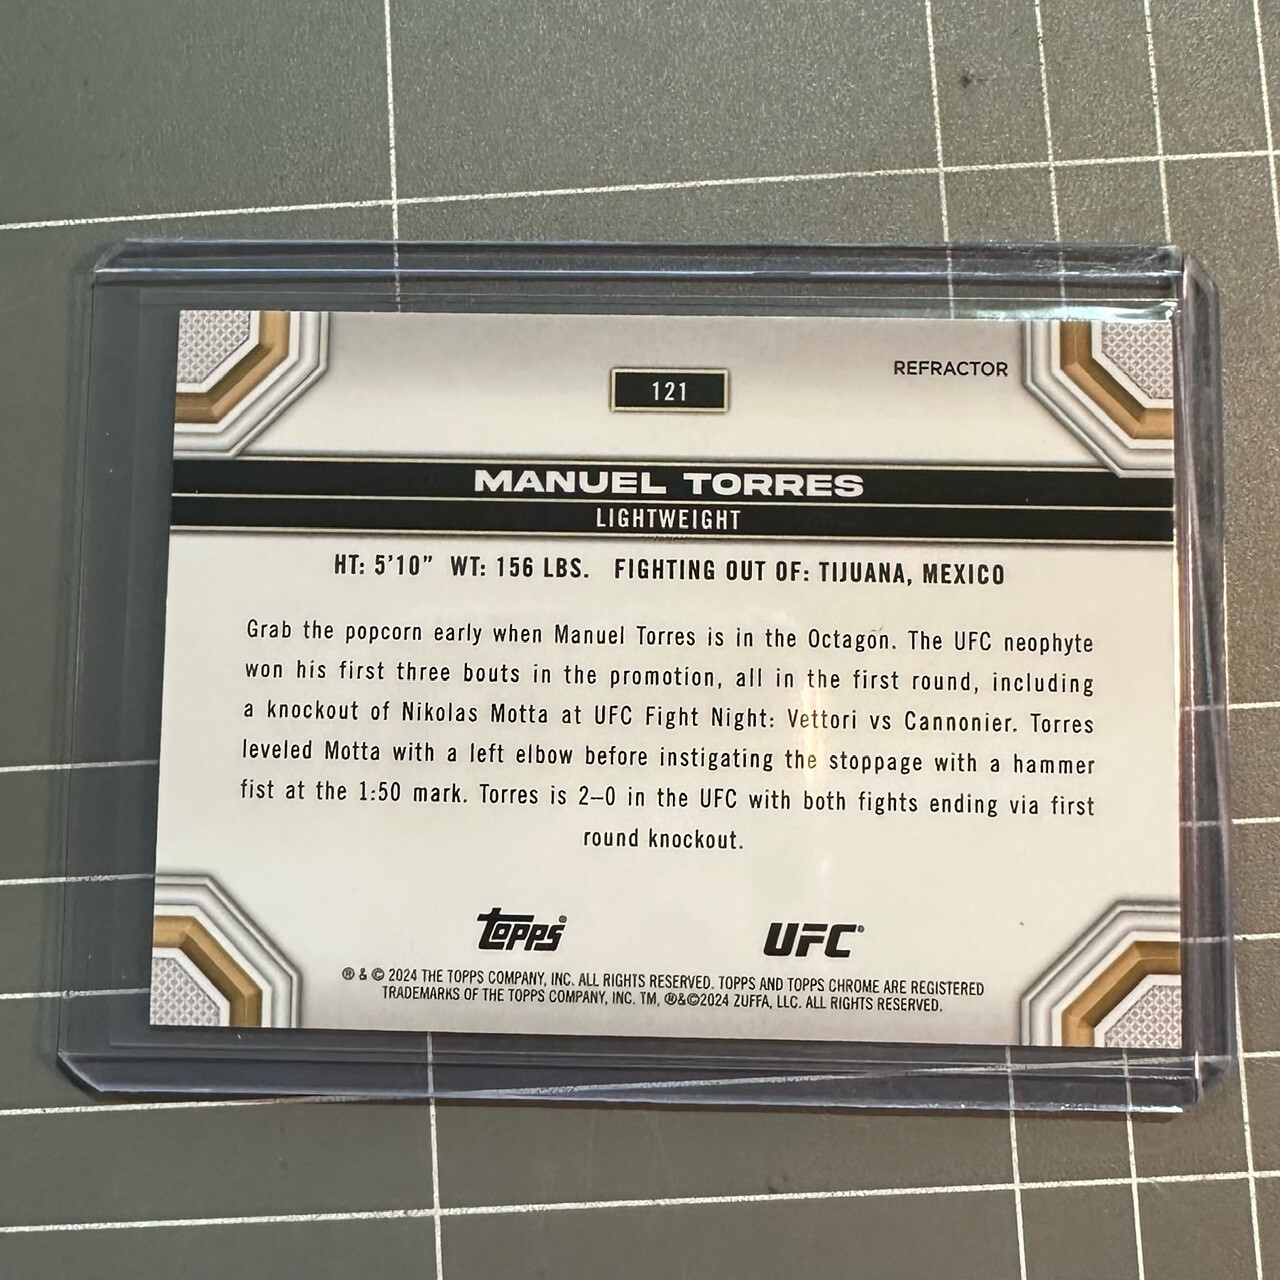 121
REFRACTOR
MANUEL TORRES
LIGHTWEIGHT
HT: 5'10" WT: 156 LBS. FIGHTING OUT OF: TIJUANA, MEXICO
Grab the popcorn early when Manuel Torres is in the Octagon. The UFC neophyte
won his first three bouts in the promotion, all in the first round, including
a knockout of Nikolas Motta at UFC Fight Night: Vettori vs Cannonier. Torres
leveled Motta with a left elbow before instigating the stoppage with a hammer
fist at the 1:50 mark. Torres is 2–0 in the UFC with both fights ending via first
round knockout.
topps®
UFC®
® & © 2024 THE TOPPS COMPANY, INC. ALL RIGHTS RESERVED. TOPPS AND TOPPS CHROME ARE REGISTERED
TRADEMARKS OF THE TOPPS COMPANY, INC. TM, ®&©2024 ZUFFA, LLC. ALL RIGHTS RESERVED.